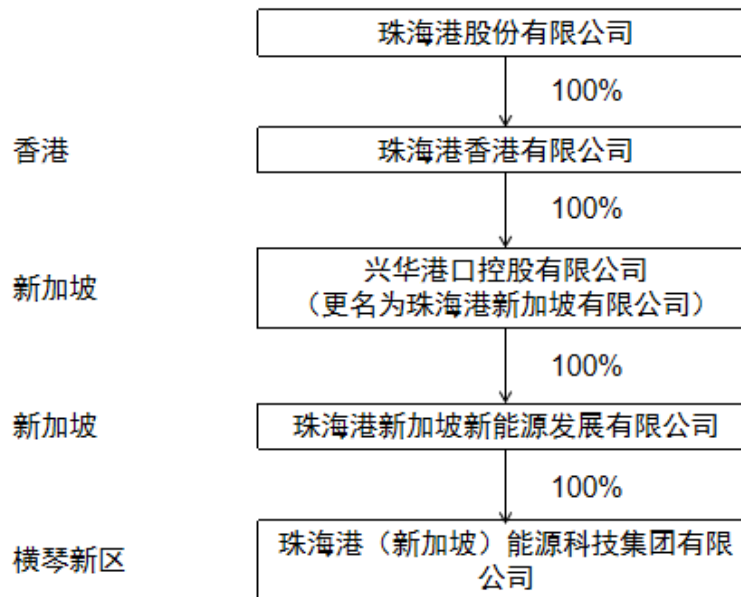 珠海港股份有限公司
100%
香港
珠海港香港有限公司
100%
新加坡
兴华港口控股有限公司
（更名为珠海港新加坡有限公司）
100%
新加坡
珠海港新加坡新能源发展有限公司
100%
横琴新区
珠海港（新加坡）能源科技集团有限
公司